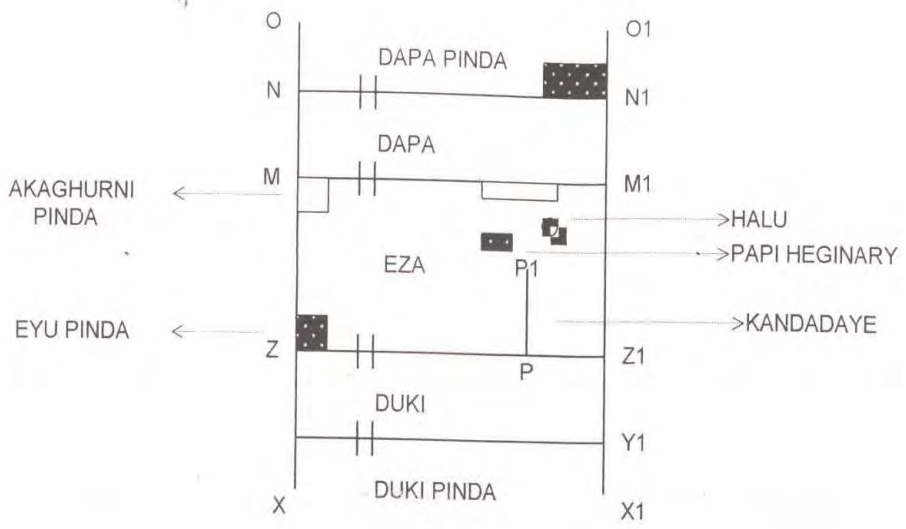 O
O1
DAPA PINDA
N
N1
DAPA
M
M1
AKAGHURNI
PINDA
HALU
PAPI HEGINARY
EZA
P1
EYU PINDA
KANDADAYE
Z
Z1
P
DUKI
Y1
DUKI PINDA
X
X1